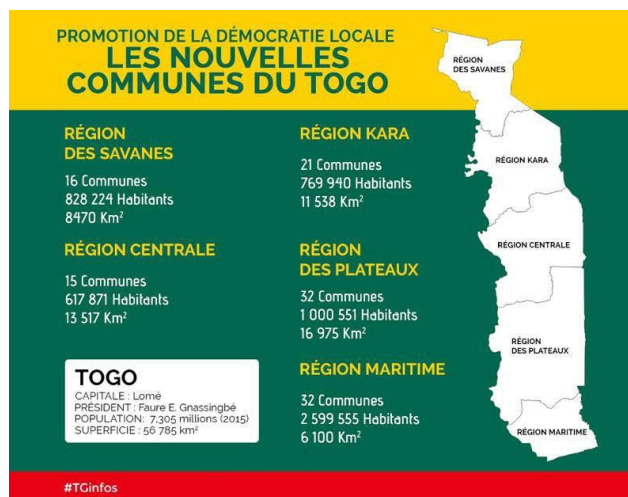 PROMOTION DE LA DÉMOCRATIE LOCALE
LES NOUVELLES
COMMUNES DU TOGO
RÉGION
DES SAVANES
16 Communes
828 224 Habitants
8470 Km²
RÉGION CENTRALE
15 Communes
617 871 Habitants
13 517 Km²
RÉGION KARA
21 Communes
769 940 Habitants
11 538 Km²
RÉGION
DES PLATEAUX
32 Communes
1 000 551 Habitants
16 975 Km²
RÉGION MARITIME
32 Communes
2 599 555 Habitants
6 100 Km²
TOGO
CAPITALE : Lomé
PRÉSIDENT : Faure E. Gnassingbé
POPULATION: 7,305 millions (2015)
SUPERFICIE : 56 785 km²
RÉGION
DES SAVANES
RÉGION KARA
RÉGION CENTRALE
RÉGION
DES PLATEAUX
RÉGION MARITIME
#TGinfos